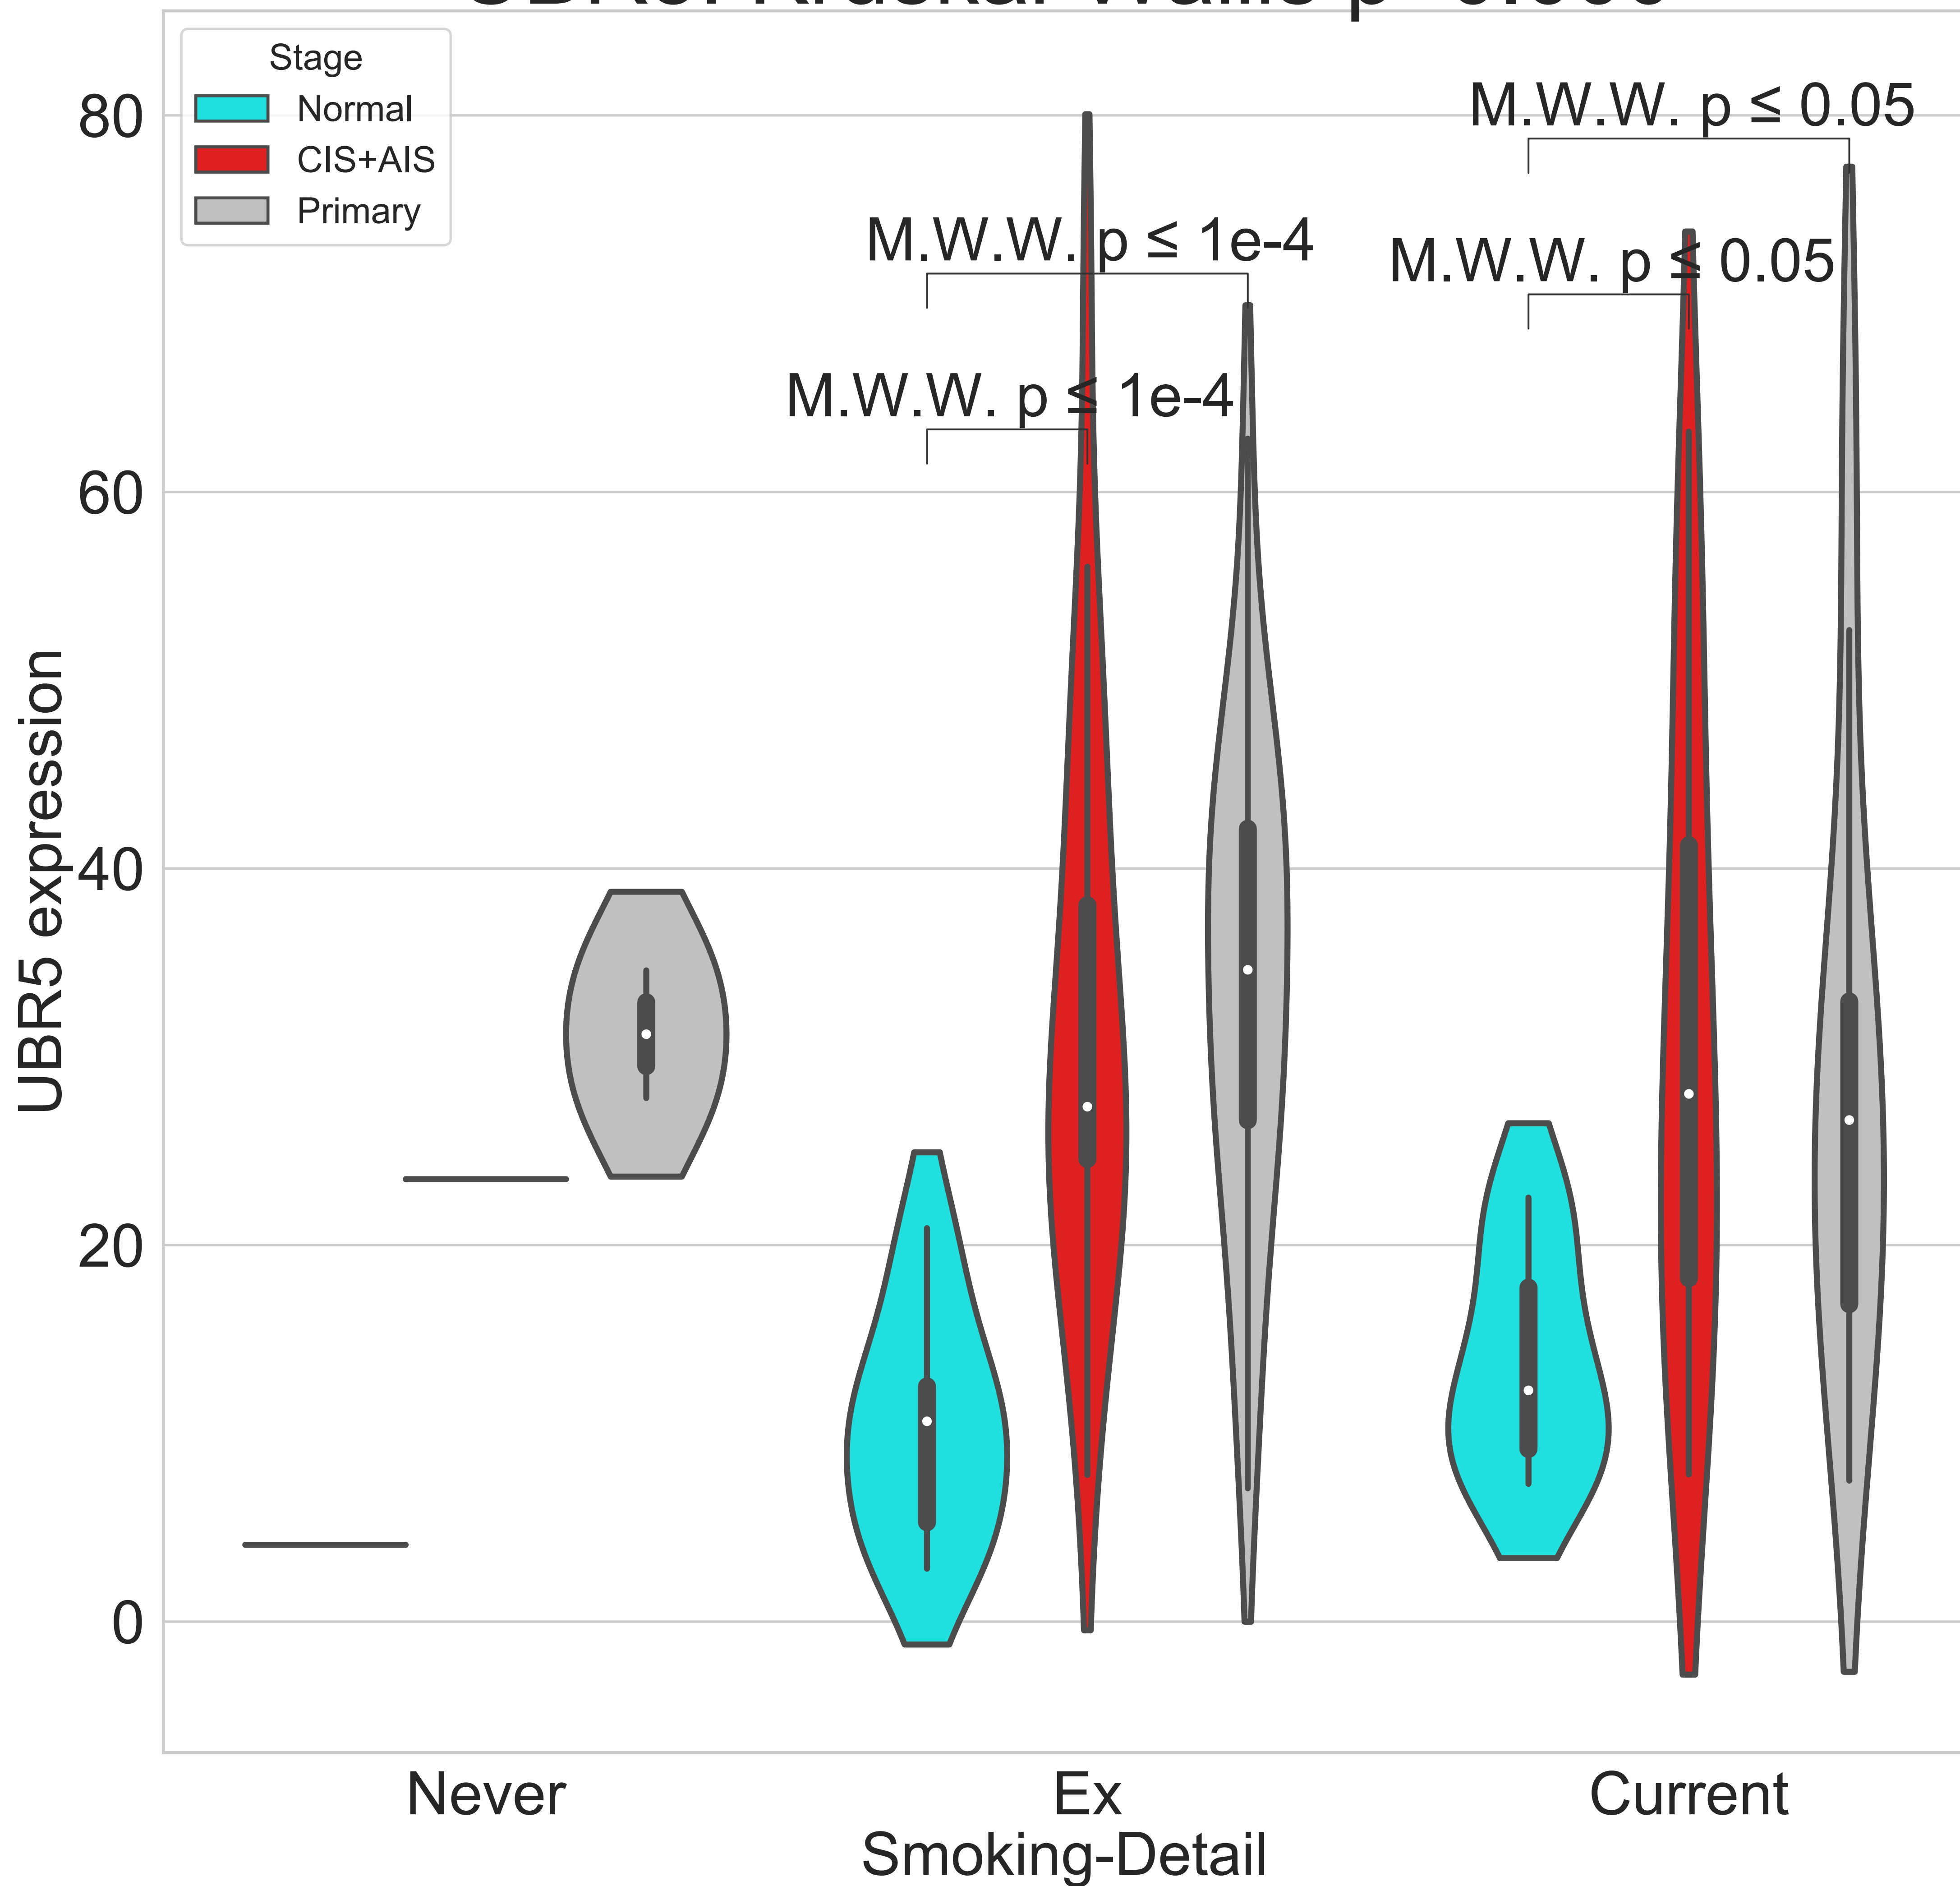 Stage
Normal
CIS+AIS
Primary
M.W.W. p ≤ 0.05
M.W.W. p ≤ 1e-4
M.W.W. p ≤ 0.05
M.W.W. p ≤ 1e-4
80
60
40
20
0
UBR5 expression
Never
Ex
Current
Smoking-Detail